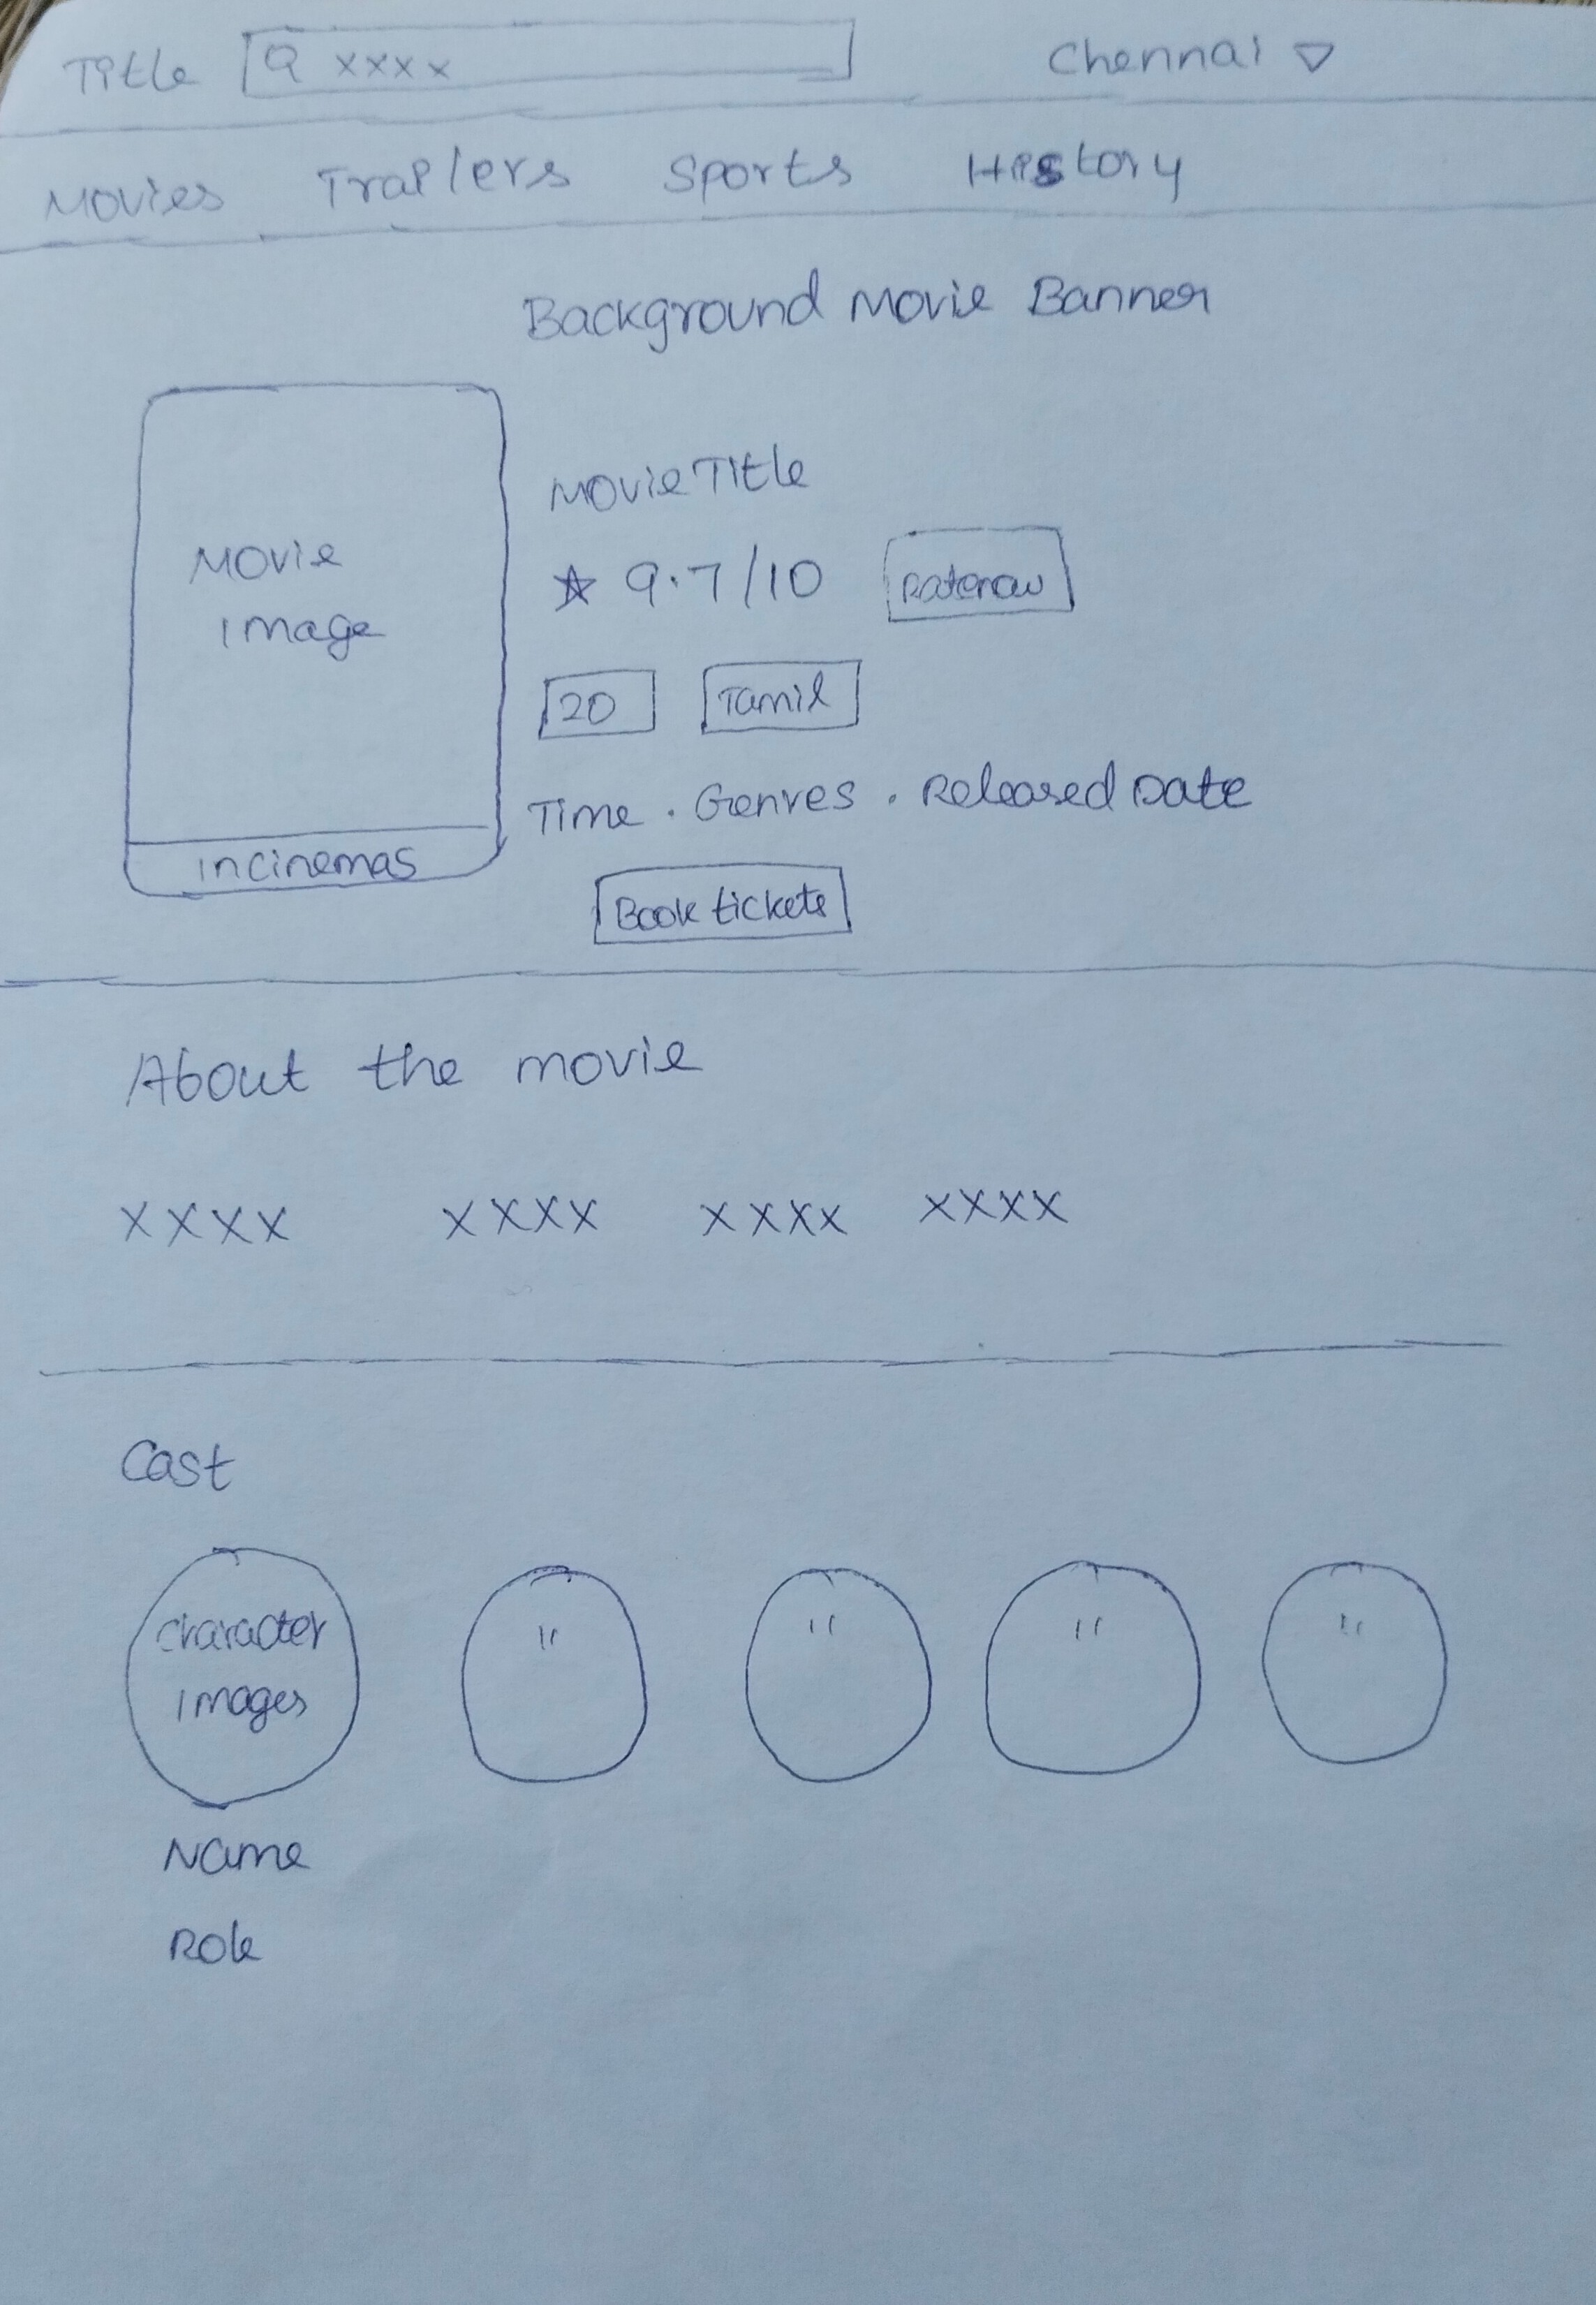 Title Q xxxx Chennai ▽
Movies Trailers Sports History
Background Movie Banner
Movie Title
Movie
Image
☆ 9.7/10 Ratenow
20 Tamil
Time . Genres . Released Date
incinemas
Book tickets
About the movie
XXXX XXXX XXXX XXXX
Cast
Character
Images
" " " "
Name
Role